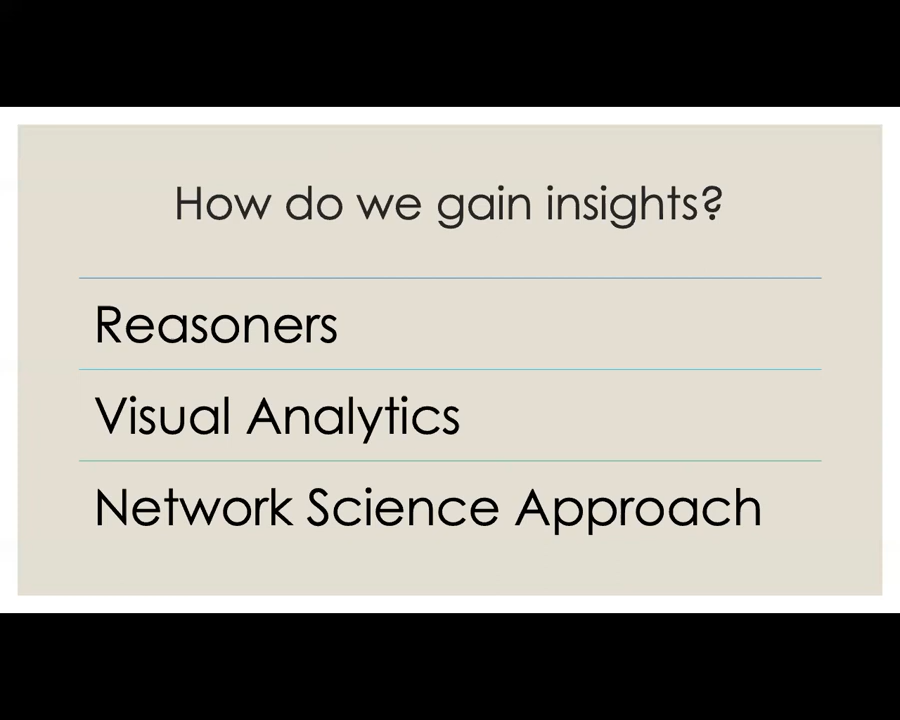 How do we gain insights?
Reasoners
Visual Analytics
Network Science Approach